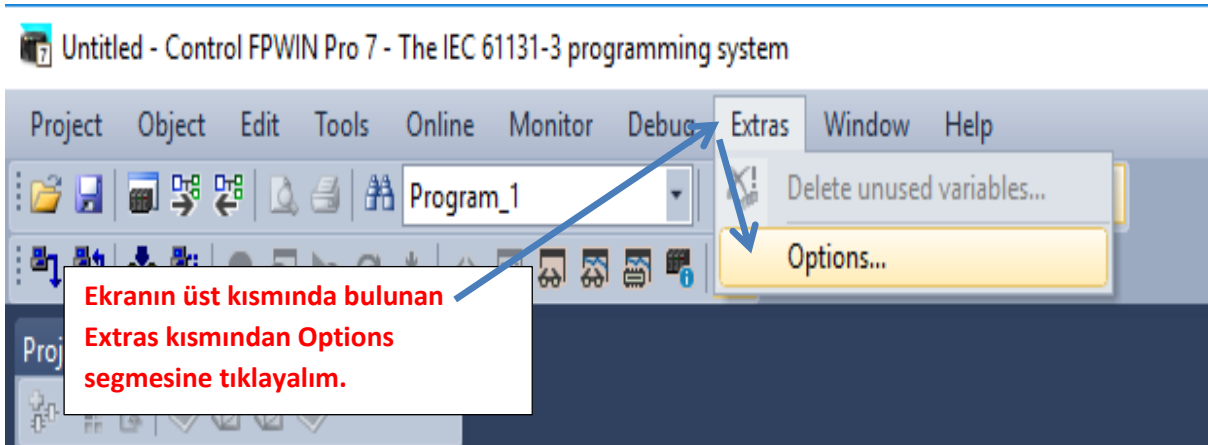 Untitled - Control FPWIN Pro 7 - The IEC 61131-3 programming system
Project Object Edit Tools Online Monitor Debug Extras Window Help
Program_1
Delete unused variables...
Options...
Ekranın üst kısmında bulunan
Extras kısmından Options
segmesine tıklayalım.
Proj